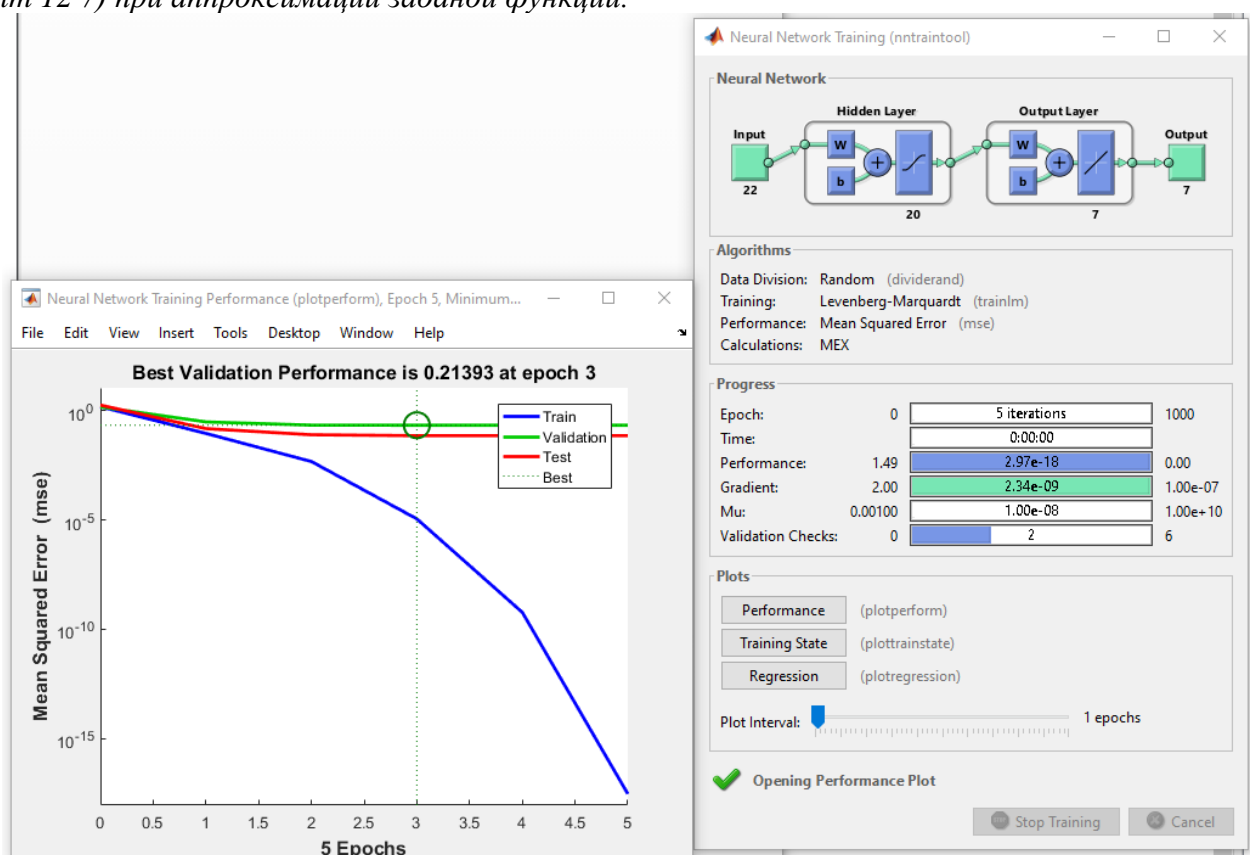 т 12-7) при аппроксимации заданной функции.
Neural Network Training (nntraintool)
Neural Network
Hidden Layer
Output Layer
Input
W
b
W
b
Output
22
20
7
7
Algorithms
Data Division: Random (dividerand)
Training: Levenberg-Marquardt (trainlm)
Performance: Mean Squared Error (mse)
Calculations: MEX
Progress
Epoch: 0 5 iterations 1000
Time: 0:00:00
Performance: 1.49 2.97e-18 0.00
Gradient: 2.00 2.34e-09 1.00e-07
Mu: 0.00100 1.00e-08 1.00e+10
Validation Checks: 0 2 6
Plots
Performance (plotperform)
Training State (plottrainstate)
Regression (plotregression)
Plot Interval: 1 epochs
Opening Performance Plot
Stop Training Cancel
Neural Network Training Performance (plotperform), Epoch 5, Minimum...
File Edit View Insert Tools Desktop Window Help
Best Validation Performance is 0.21393 at epoch 3
Train
Validation
Test
Best
Mean Squared Error (mse)
10^0
10^-5
10^-10
10^-15
0 0.5 1 1.5 2 2.5 3 3.5 4 4.5 5
5 Epochs